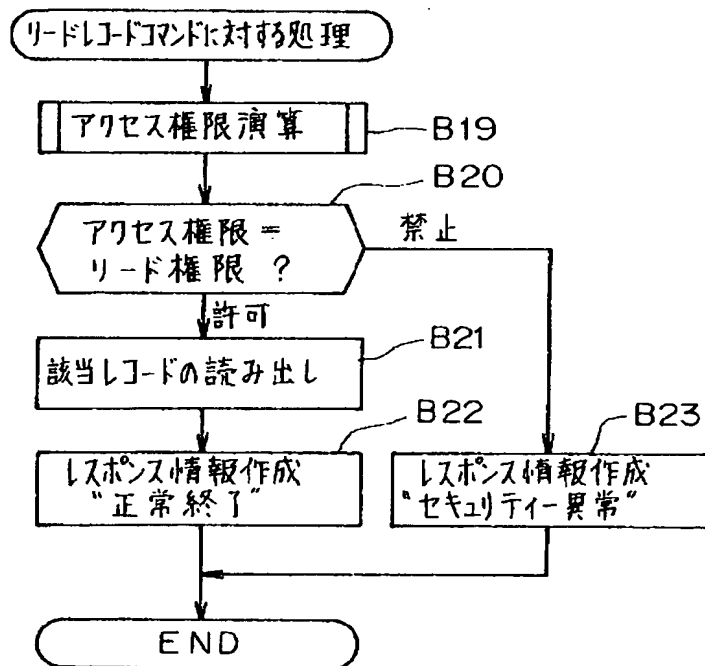 リードレコードコマンドに対する処理
アクセス権限演算
B19
B20
アクセス権限=
リード権限?
禁止
許可
B21
該当レコードの読み出し
B22
B23
レスポンス情報作成
"正常終了"
レスポンス情報作成
"セキュリティー異常"
END